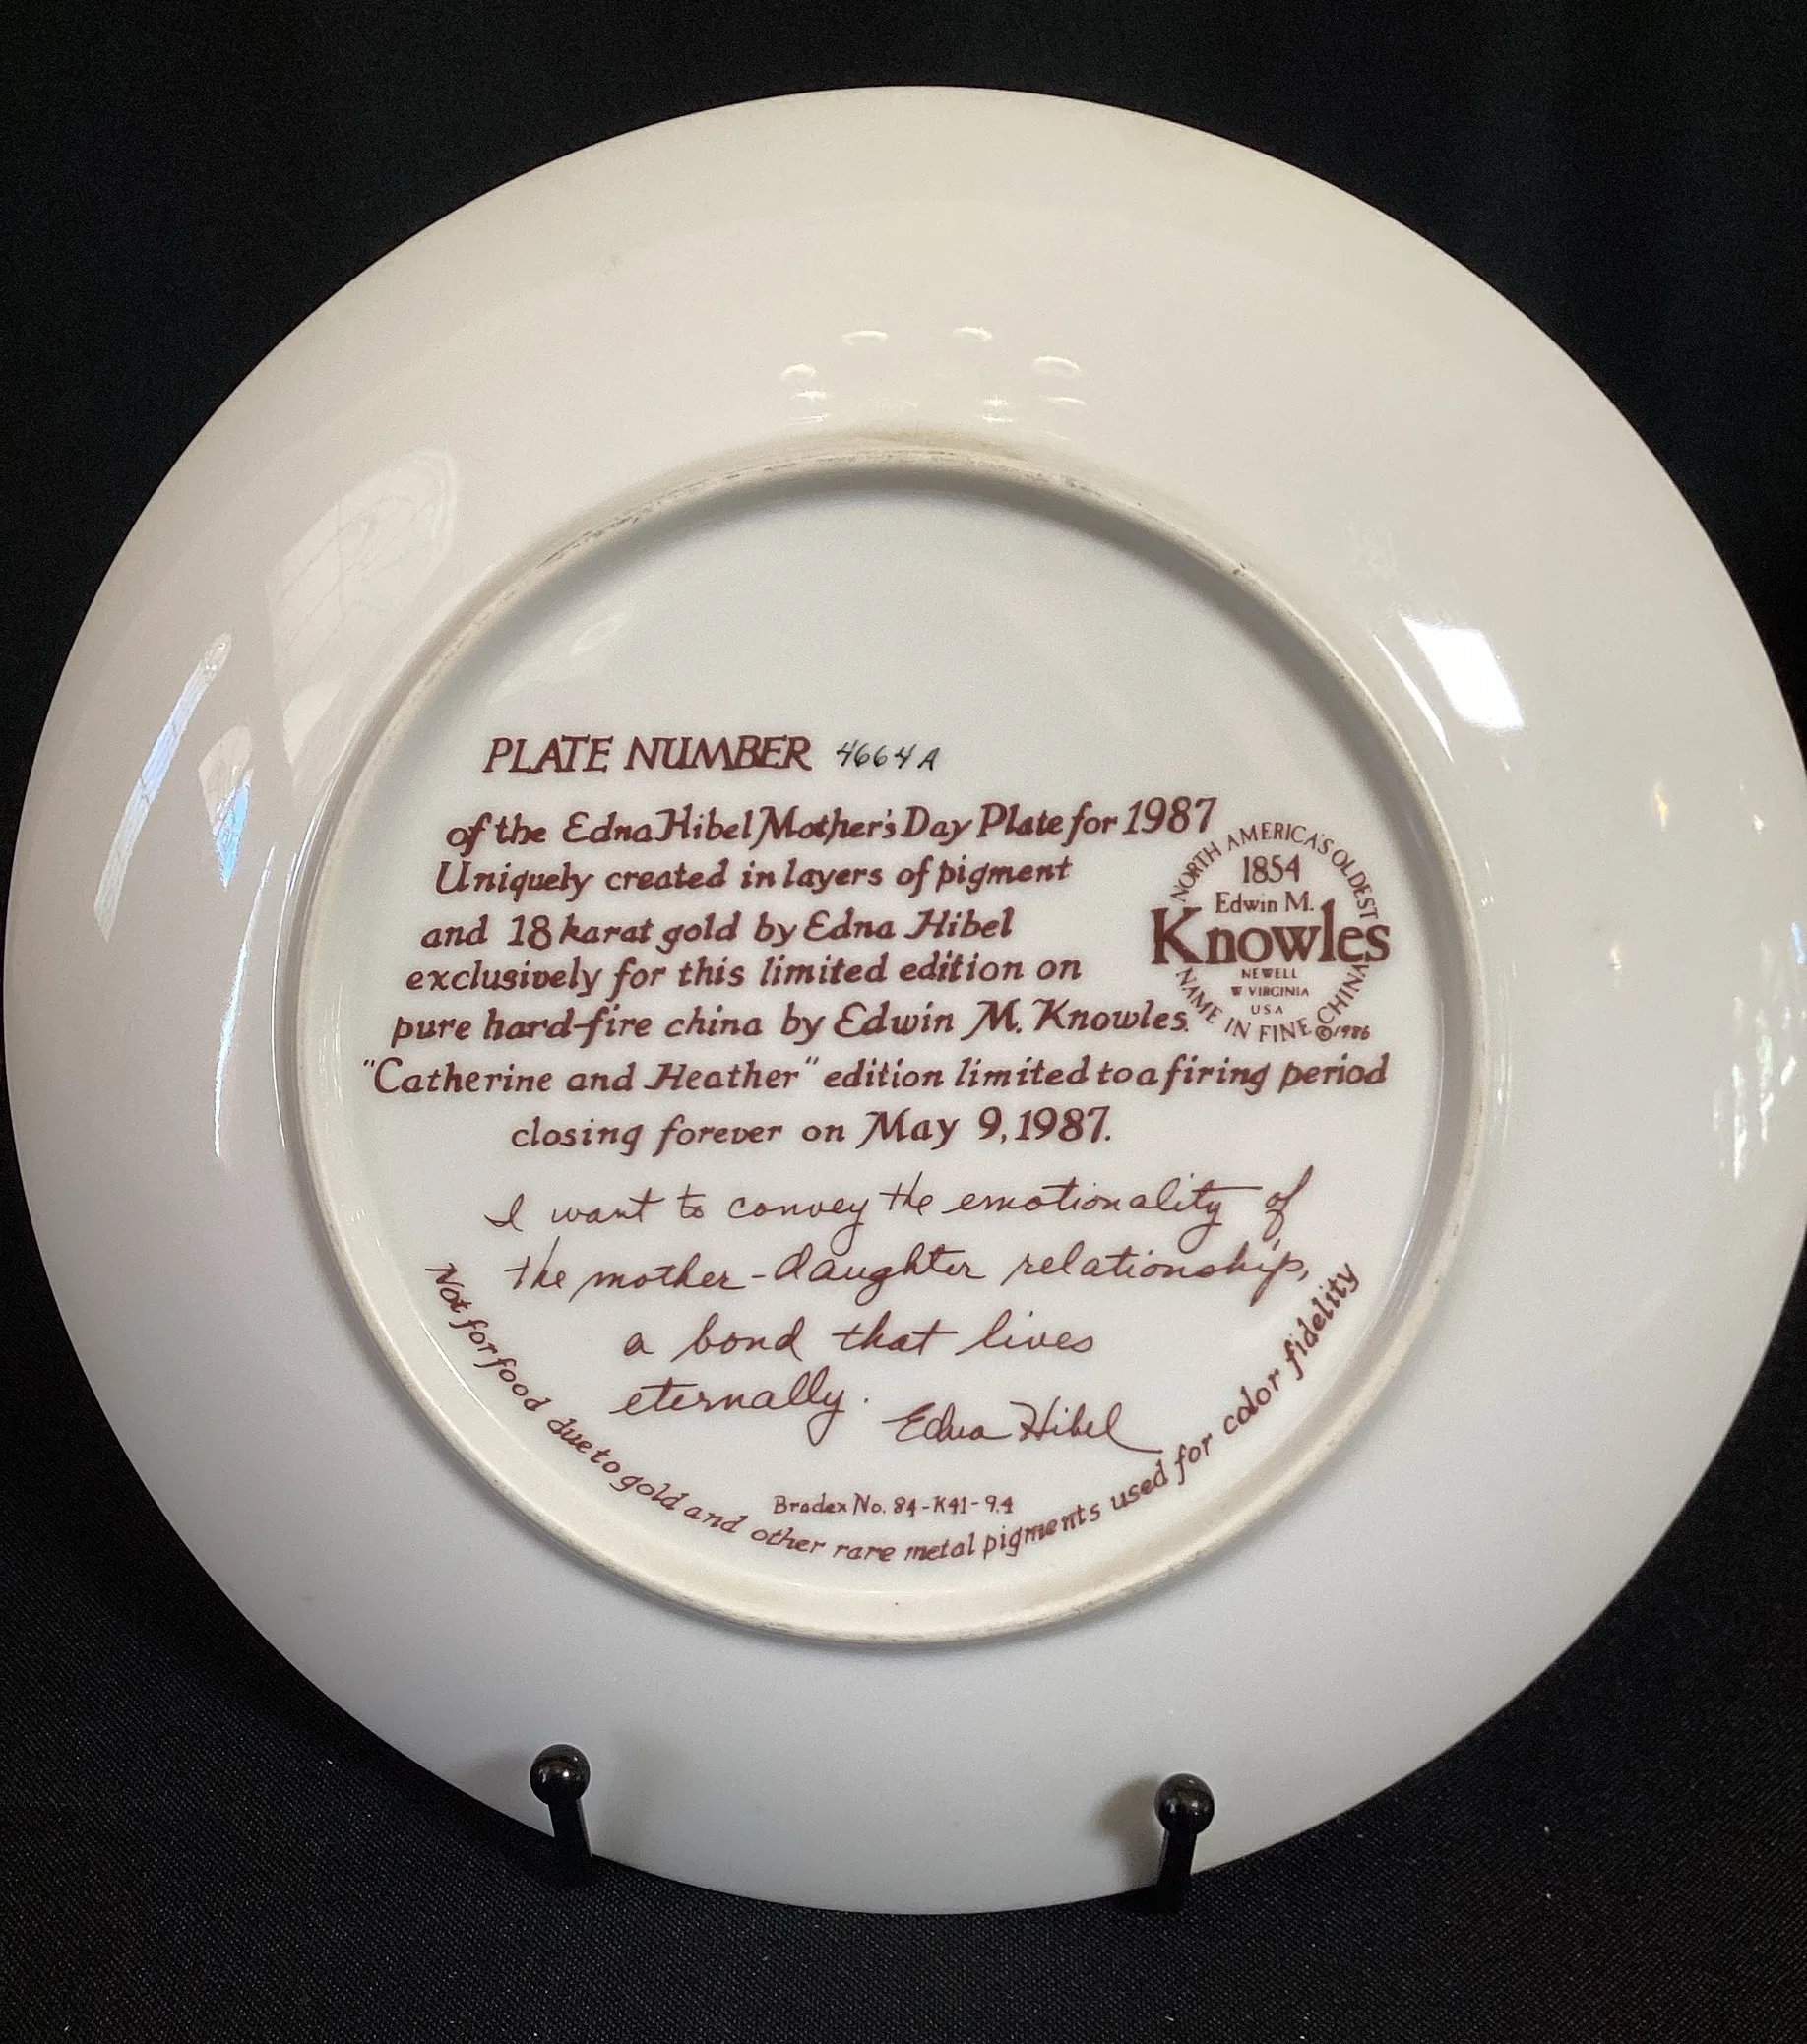 PLATE NUMBER 4664A
of the Edna Hibel Mother's Day Plate for 1987
Uniquely created in layers of pigment
and 18 karat gold by Edna Hibel
exclusively for this limited edition on
pure hard-fire china by Edwin M. Knowles.
"Catherine and Heather" edition limited to a firing period
closing forever on May 9, 1987.
NORTH AMERICA'S OLDEST
1854
Edwin M.
Knowles
NEWELL
W VIRGINIA
USA
NAME IN FINE CHINA
©1986
I want to convey the emotionality of
the mother-daughter relationship,
a bond that lives
eternally.
Edna Hibel
Bradex No. 84-K41-9.4
Not for food due to gold and other rare metal pigments used for color fidelity